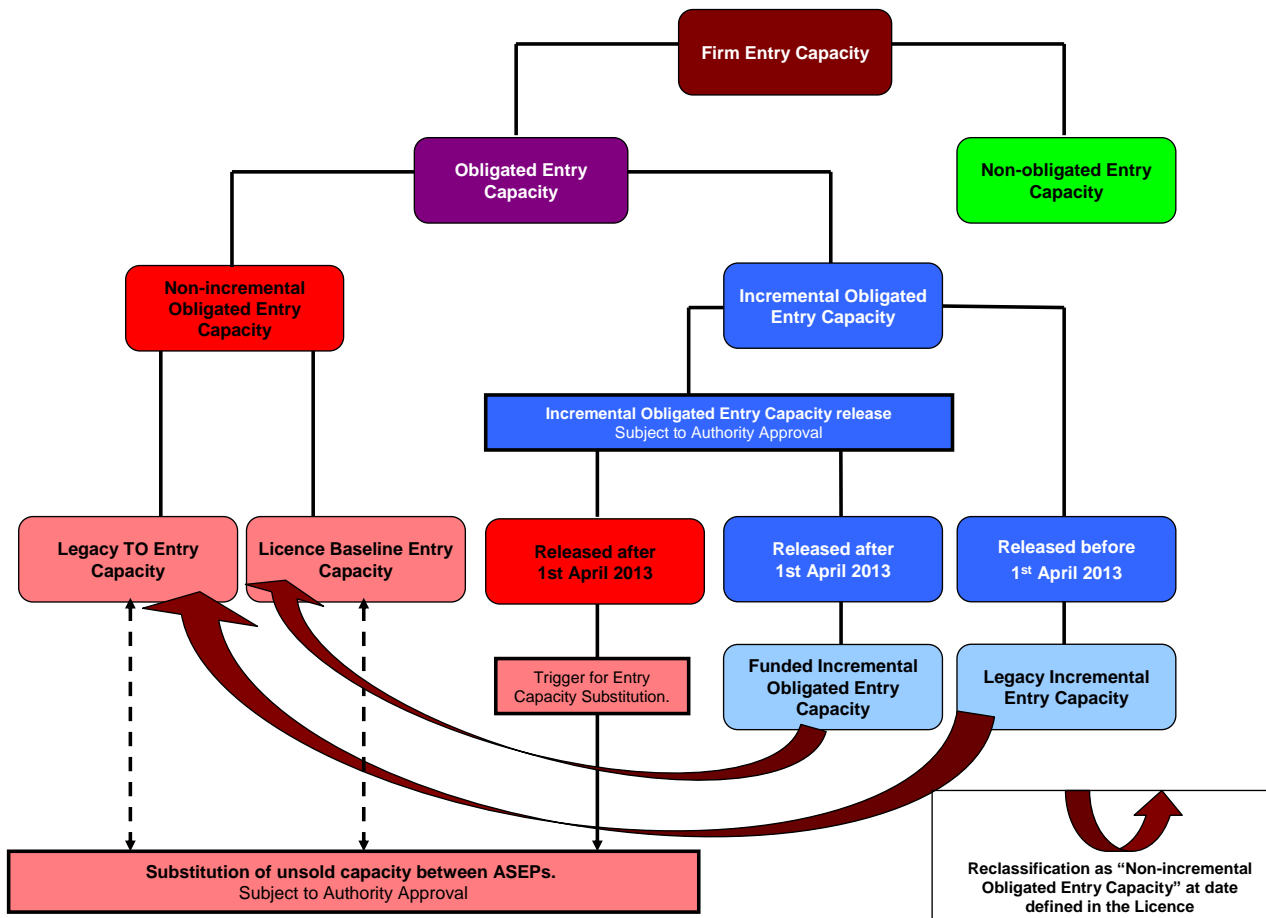 Firm Entry Capacity
Obligated Entry
Capacity
Non-obligated Entry
Capacity
Non-incremental
Obligated Entry
Capacity
Incremental Obligated
Entry Capacity
Incremental Obligated Entry Capacity release
Subject to Authority Approval
Legacy TO Entry
Capacity
Licence Baseline Entry
Capacity
Released after
1st April 2013
Released after
1st April 2013
Released before
1st April 2013
Trigger for Entry
Capacity Substitution.
Funded Incremental
Obligated Entry
Capacity
Legacy Incremental
Entry Capacity
Substitution of unsold capacity between ASEPs.
Subject to Authority Approval
Reclassification as “Non-incremental
Obligated Entry Capacity” at date
defined in the Licence